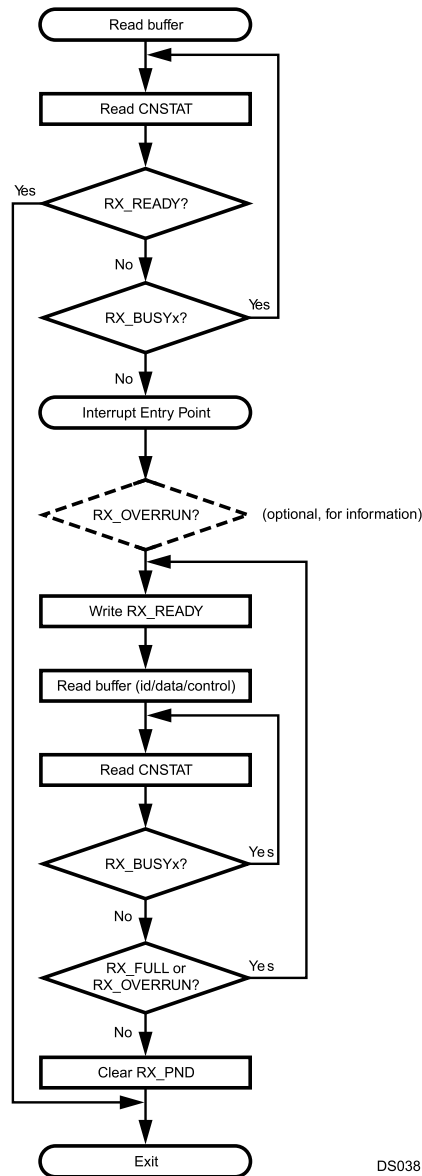 Read buffer
Read CNSTAT
Yes
RX_READY?
No
RX_BUSYx?
Yes
No
Interrupt Entry Point
RX_OVERRUN?
(optional, for information)
Write RX_READY
Read buffer (id/data/control)
Read CNSTAT
RX_BUSYx?
Yes
No
RX_FULL or
RX_OVERRUN?
Yes
No
Clear RX_PND
Exit
DS038